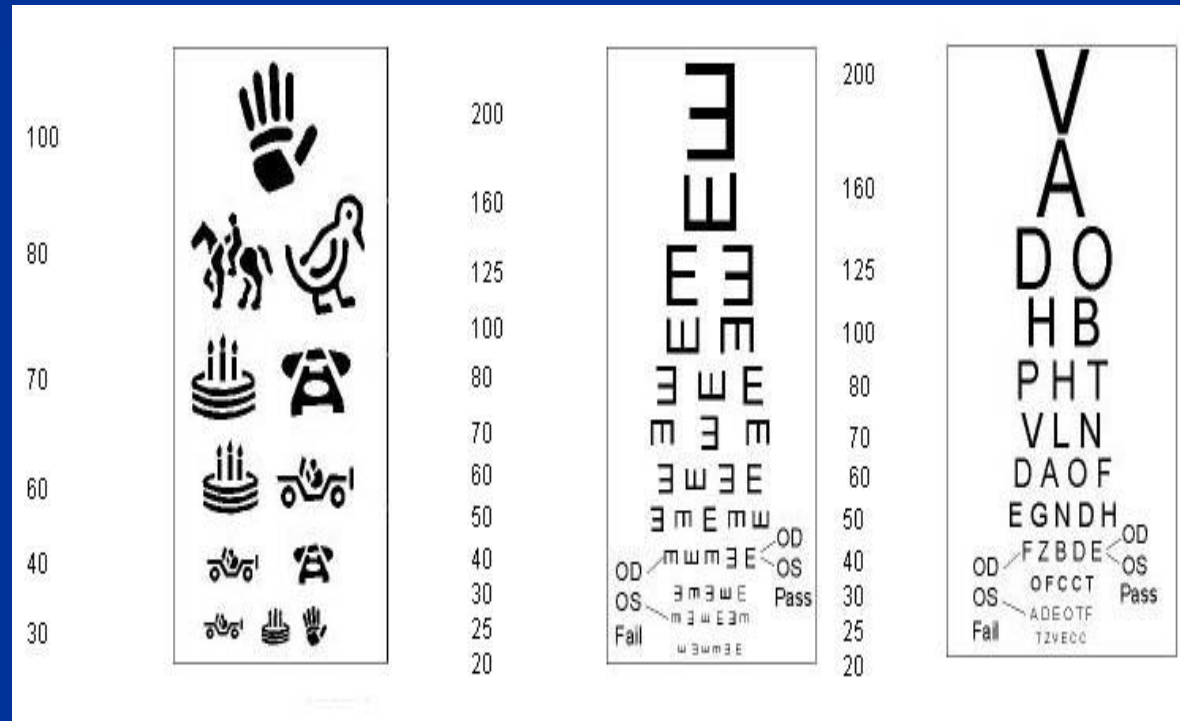 100
80
70
60
40
30
200
160
125
100
80
70
60
50
40
30
25
20
OD
OS
Pass
OD
OS
Fail
200
160
125
100
80
70
60
50
40
30
25
20
V
A
D O
H B
P H T
V L N
D A O F
E G N D H
F Z B D E
O F C C T
A D E O T F
T Z V E C C
OD
OS
Pass
OD
OS
Fail